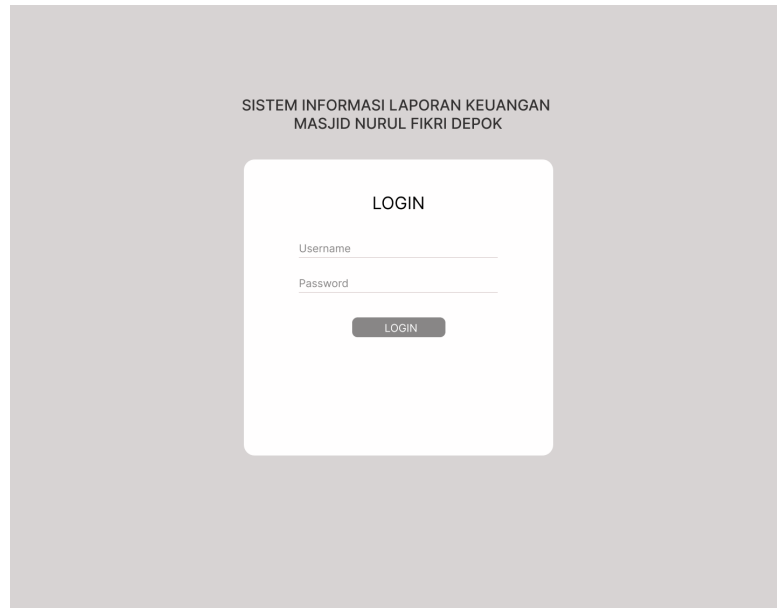 SISTEM INFORMASI LAPORAN KEUANGAN
MASJID NURUL FIKRI DEPOK
LOGIN
Username
Password
LOGIN